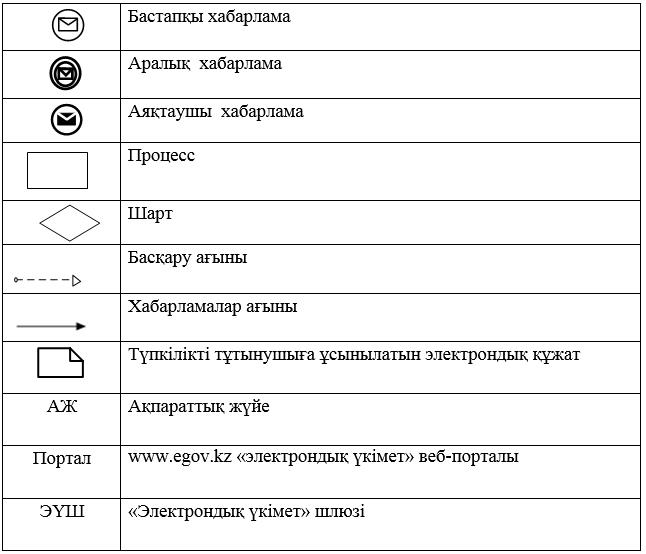 Бастапқы хабарлама
Аралық хабарлама
Аяқтаушы хабарлама
Процесс
Шарт
Басқару ағыны
Хабарламалар ағыны
Түпкілікті тұтынушыға ұсынылатын электрондық құжат
АЖ Ақпараттық жүйе
Портал www.egov.kz «электрондық үкімет» веб-порталы
ЭҮШ «Электрондық үкімет» шлюзі